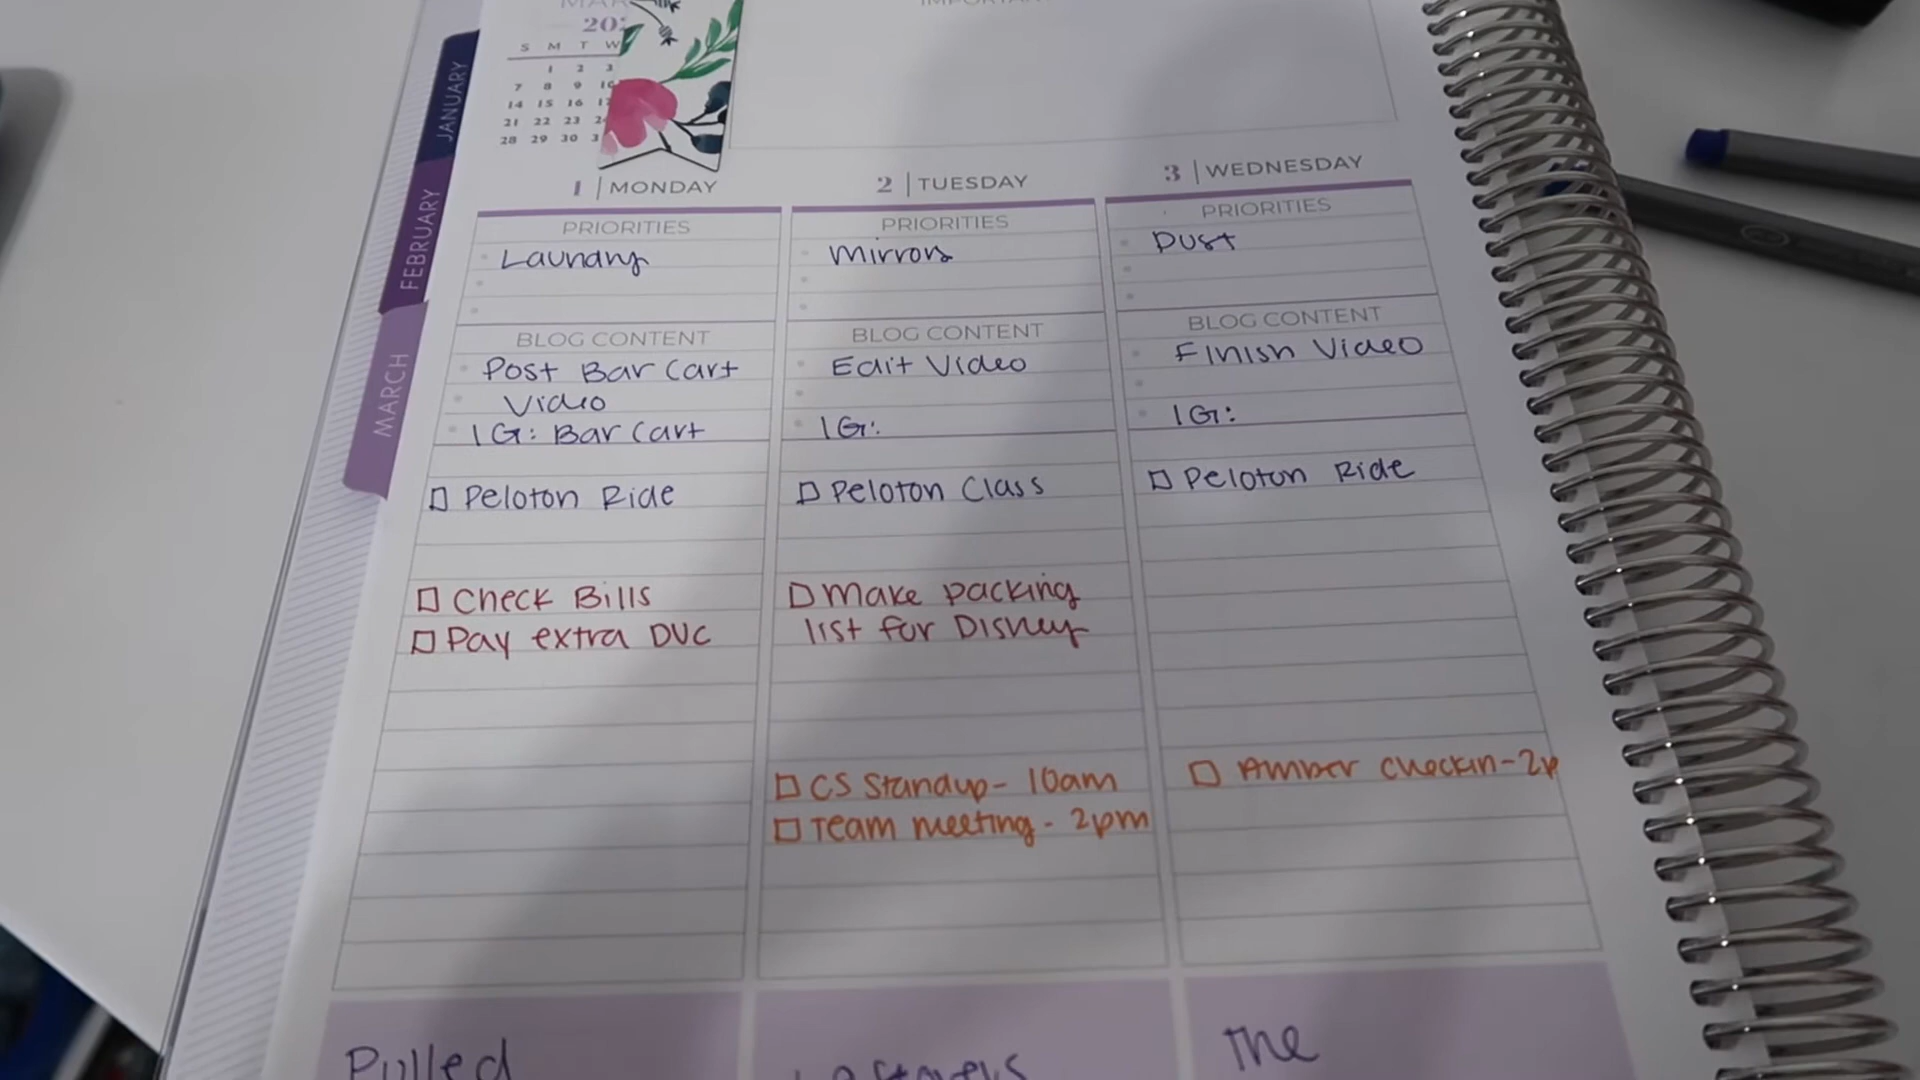 JANUARY
FEBRUARY
MARCH
S M T W
1 2 3
7 8 9 10
14 15 16
21 22 23
28 29 30
1 | MONDAY
PRIORITIES
Laundry
BLOG CONTENT
Post Bar Cart
Video
IG: Bar Cart
Peloton Ride
Check Bills
Pay extra DVC
Pulled
2 | TUESDAY
PRIORITIES
Mirrors
BLOG CONTENT
Edit Video
IG:
Peloton Class
Make packing
list for Disney
CS Standup - 10am
Team meeting - 2pm
3 | WEDNESDAY
PRIORITIES
Dust
BLOG CONTENT
Finish Video
IG:
Peloton Ride
Amber checkin - 2p
The